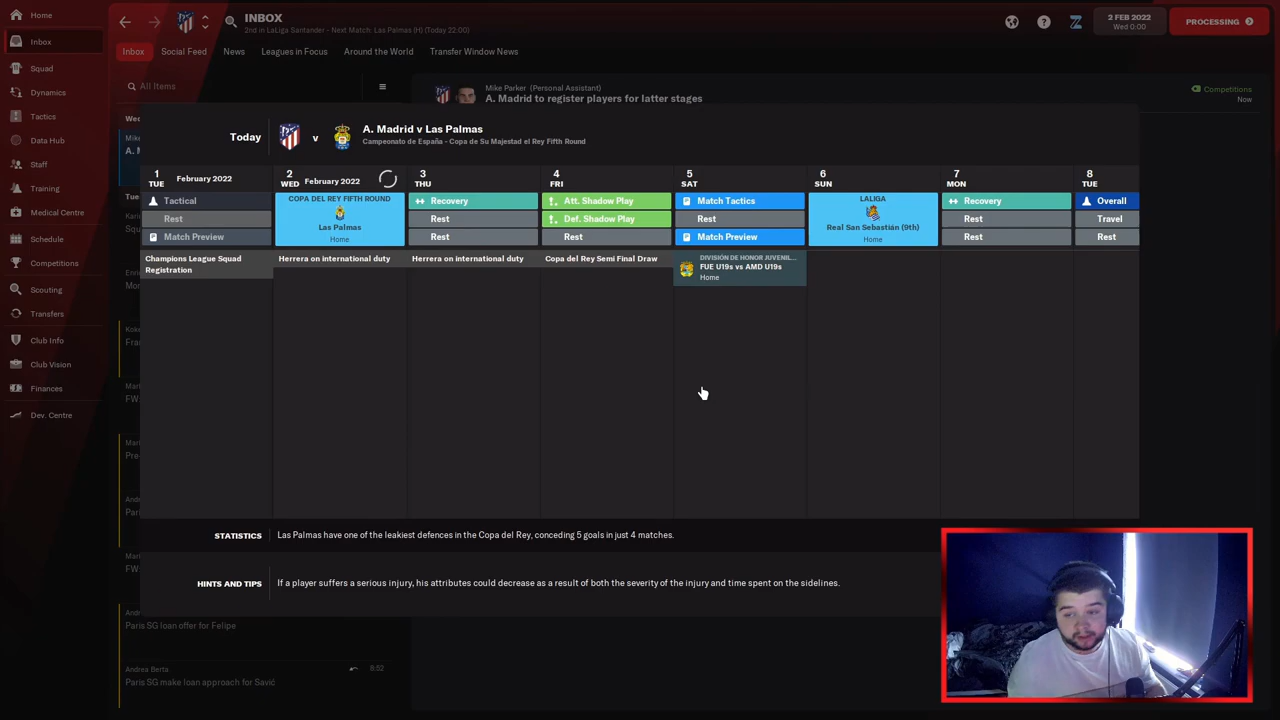 Home
INBOX
2nd in LaLiga Santander - Next Match: Las Palmas (H) (Today 22:00)
2 FEB 2022
Wed 0:00
PROCESSING
Inbox
Inbox
Social Feed
News
Leagues in Focus
Around the World
Transfer Window News
Squad
Dynamics
Tactics
Data Hub
Staff
Training
Medical Centre
Schedule
Competitions
Scouting
Transfers
Club Info
Club Vision
Finances
Dev. Centre
All Items
Mike Parker (Personal Assistant)
A. Madrid to register players for latter stages
Competitions
Now
Today
v
A. Madrid v Las Palmas
Campeonato de España - Copa de Su Majestad el Rey Fifth Round
1
TUE
February 2022
2
WED
February 2022
3
THU
4
FRI
5
SAT
6
SUN
7
MON
8
TUE
Tactical
Rest
Match Preview
COPA DEL REY FIFTH ROUND
Las Palmas
Home
Recovery
Rest
Rest
Att. Shadow Play
Def. Shadow Play
Rest
Match Tactics
Rest
Match Preview
LALIGA
Real San Sebastián (9th)
Home
Recovery
Rest
Rest
Overall
Travel
Rest
Champions League Squad
Registration
Herrera on international duty
Herrera on international duty
Copa del Rey Semi Final Draw
DIVISIÓN DE HONOR JUVENIL...
FUE U19s vs AMD U19s
Home
STATISTICS
Las Palmas have one of the leakiest defences in the Copa del Rey, conceding 5 goals in just 4 matches.
HINTS AND TIPS
If a player suffers a serious injury, his attributes could decrease as a result of both the severity of the injury and time spent on the sidelines.
Paris SG loan offer for Felipe
Andrea Berta
8:52
Paris SG make loan approach for Savić